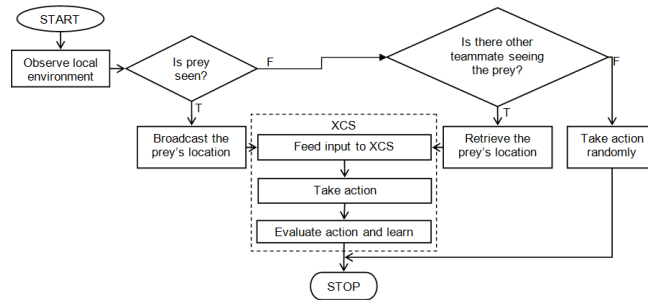 START
Observe local
environment
Is prey
seen?
F
T
Is there other
teammate seeing
the prey?
F
T
Broadcast the
prey's location
XCS
Feed input to XCS
Retrieve the
prey's location
Take action
randomly
Take action
Evaluate action and learn
STOP